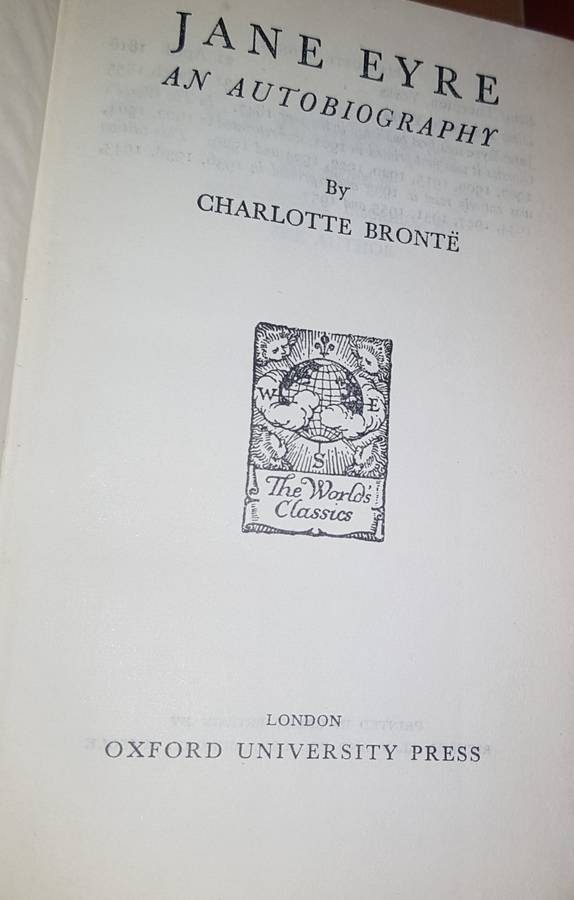 JANE EYRE
AN AUTOBIOGRAPHY
By
CHARLOTTE BRONTË
W E
S
The World's
Classics
LONDON
OXFORD UNIVERSITY PRESS